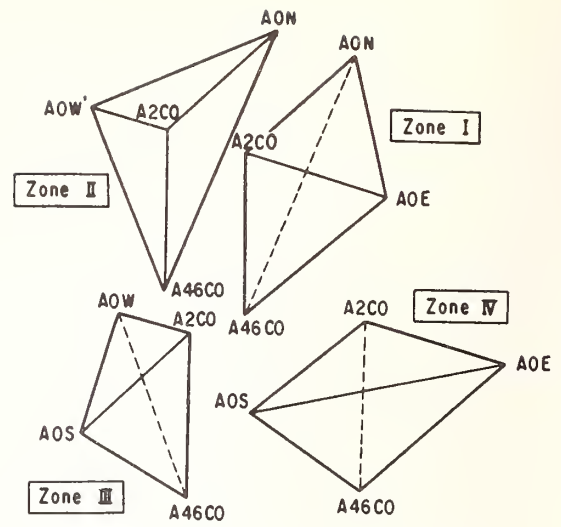 AON
AOW'
A2CO
Zone II
A46CO
AON
Zone I
A2CO
AOE
A46CO
AOW
A2CO
AOS
Zone III
A46CO
A2CO
Zone IV
AOE
AOS
A46CO